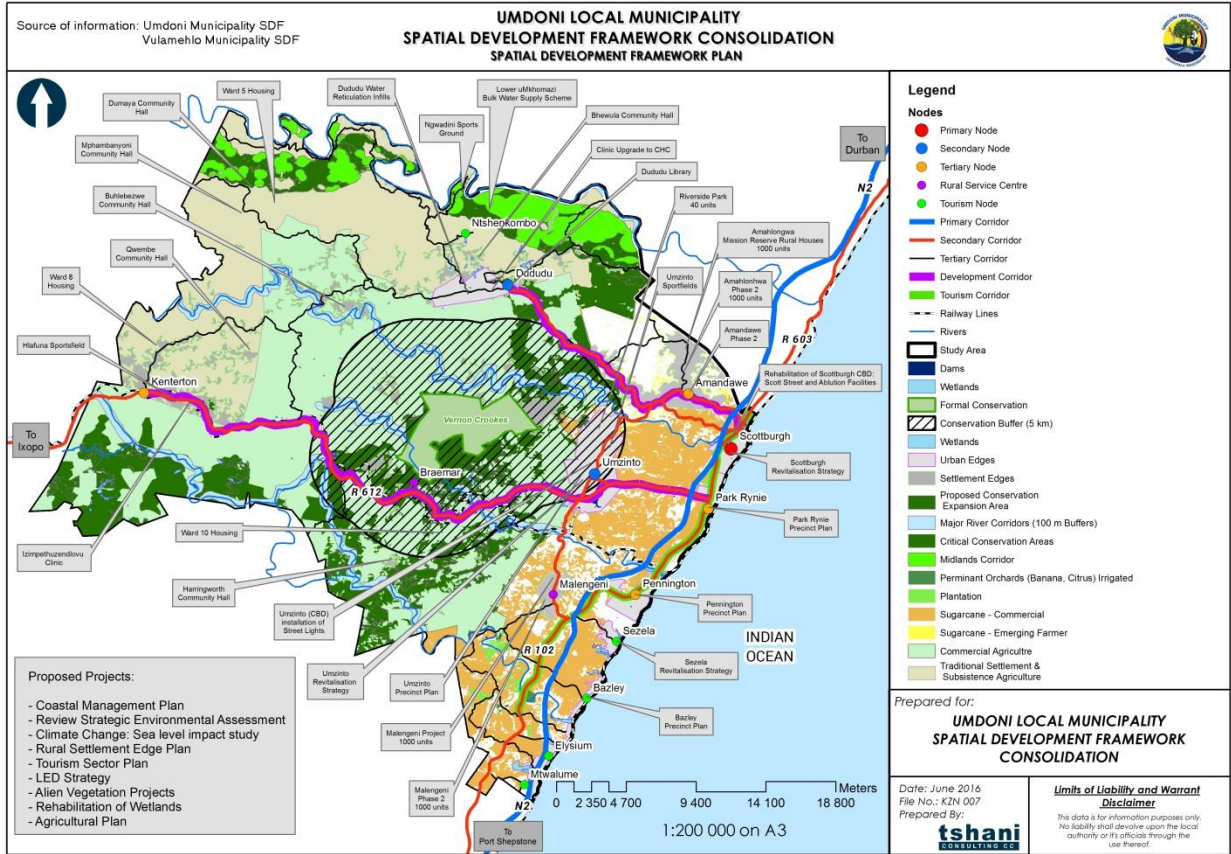 Source of information: Umdoni Municipality SDF
Vulamehlo Municipality SDF
UMDONI LOCAL MUNICIPALITY
SPATIAL DEVELOPMENT FRAMEWORK CONSOLIDATION
SPATIAL DEVELOPMENT FRAMEWORK PLAN
Dumaya Community
Hall
Ward 5 Housing
Dududu Water
Reticulation Infills
Lower uMkhomazi
Bulk Water Supply Scheme
Mphambanyoni
Community Hall
Ngwadini Sports
Ground
Bhewula Community Hall
Clinic Upgrade to CHC
Buhlebezwe
Community Hall
Dududu Library
Riverside Park
40 units
Qwembe
Community Hall
Amahlongwa
Mission Reserve Rural Houses
1000 units
Ward 8
Housing
Umzinto
Sportfields
Amahlonhwa
Phase 2
1000 units
Hlafuna Sportsfield
Amandawe
Phase 2
Rehabilitation of Scottburgh CBD:
Scott Street and Ablution Facilities
To
Durban
N2
R 603
Ntshenkombo
Dududu
Kenterton
Amandawe
To
Ixopo
Vernon Crookes
Scottburgh
Scottburgh
Revitalisation Strategy
Umzinto
Braemar
R 612
Park Rynie
Park Rynie
Precinct Plan
Ward 10 Housing
Izimpethuzendlovu
Clinic
Harringworth
Community Hall
Malengeni
Pennington
Pennington
Precinct Plan
Umzinto (CBD)
installation of
Street Lights
Sezela
INDIAN
OCEAN
Sezela
Revitalisation Strategy
R 102
Umzinto
Revitalisation
Strategy
Umzinto
Precinct Plan
Bazley
Bazley
Precinct Plan
Malengeni Project
1000 units
Elysium
Malengeni
Phase 2
1000 units
Mtwalume
N2
To
Port Shepstone
Meters
0 2 350 4 700 9 400 14 100 18 800
1:200 000 on A3
Proposed Projects:
- Coastal Management Plan
- Review Strategic Environmental Assessment
- Climate Change: Sea level impact study
- Rural Settlement Edge Plan
- Tourism Sector Plan
- LED Strategy
- Alien Vegetation Projects
- Rehabilitation of Wetlands
- Agricultural Plan
Legend
Nodes
Primary Node
Secondary Node
Tertiary Node
Rural Service Centre
Tourism Node
Primary Corridor
Secondary Corridor
Tertiary Corridor
Development Corridor
Tourism Corridor
Railway Lines
Rivers
Study Area
Dams
Wetlands
Formal Conservation
Conservation Buffer (5 km)
Wetlands
Urban Edges
Settlement Edges
Proposed Conservation
Expansion Area
Major River Corridors (100 m Buffers)
Critical Conservation Areas
Midlands Corridor
Perminant Orchards (Banana, Citrus) Irrigated
Plantation
Sugarcane - Commercial
Sugarcane - Emerging Farmer
Commercial Agricultre
Traditional Settlement &
Subsistence Agriculture
Prepared for:
UMDONI LOCAL MUNICIPALITY
SPATIAL DEVELOPMENT FRAMEWORK
CONSOLIDATION
Date: June 2016
File No.: KZN 007
Prepared By:
tshani
CONSULTING CC
Limits of Liability and Warrant
Disclaimer
This data is for information purposes only.
No liability shall devolve upon the local
authority or it's officials through the
use thereof.